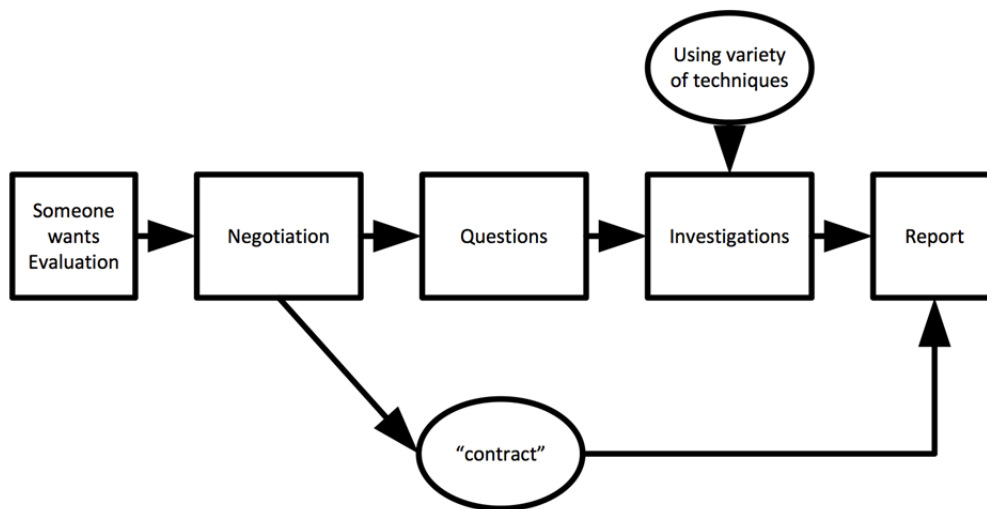 Using variety
of techniques
Someone
wants
Evaluation
Negotiation
Questions
Investigations
Report
“contract”